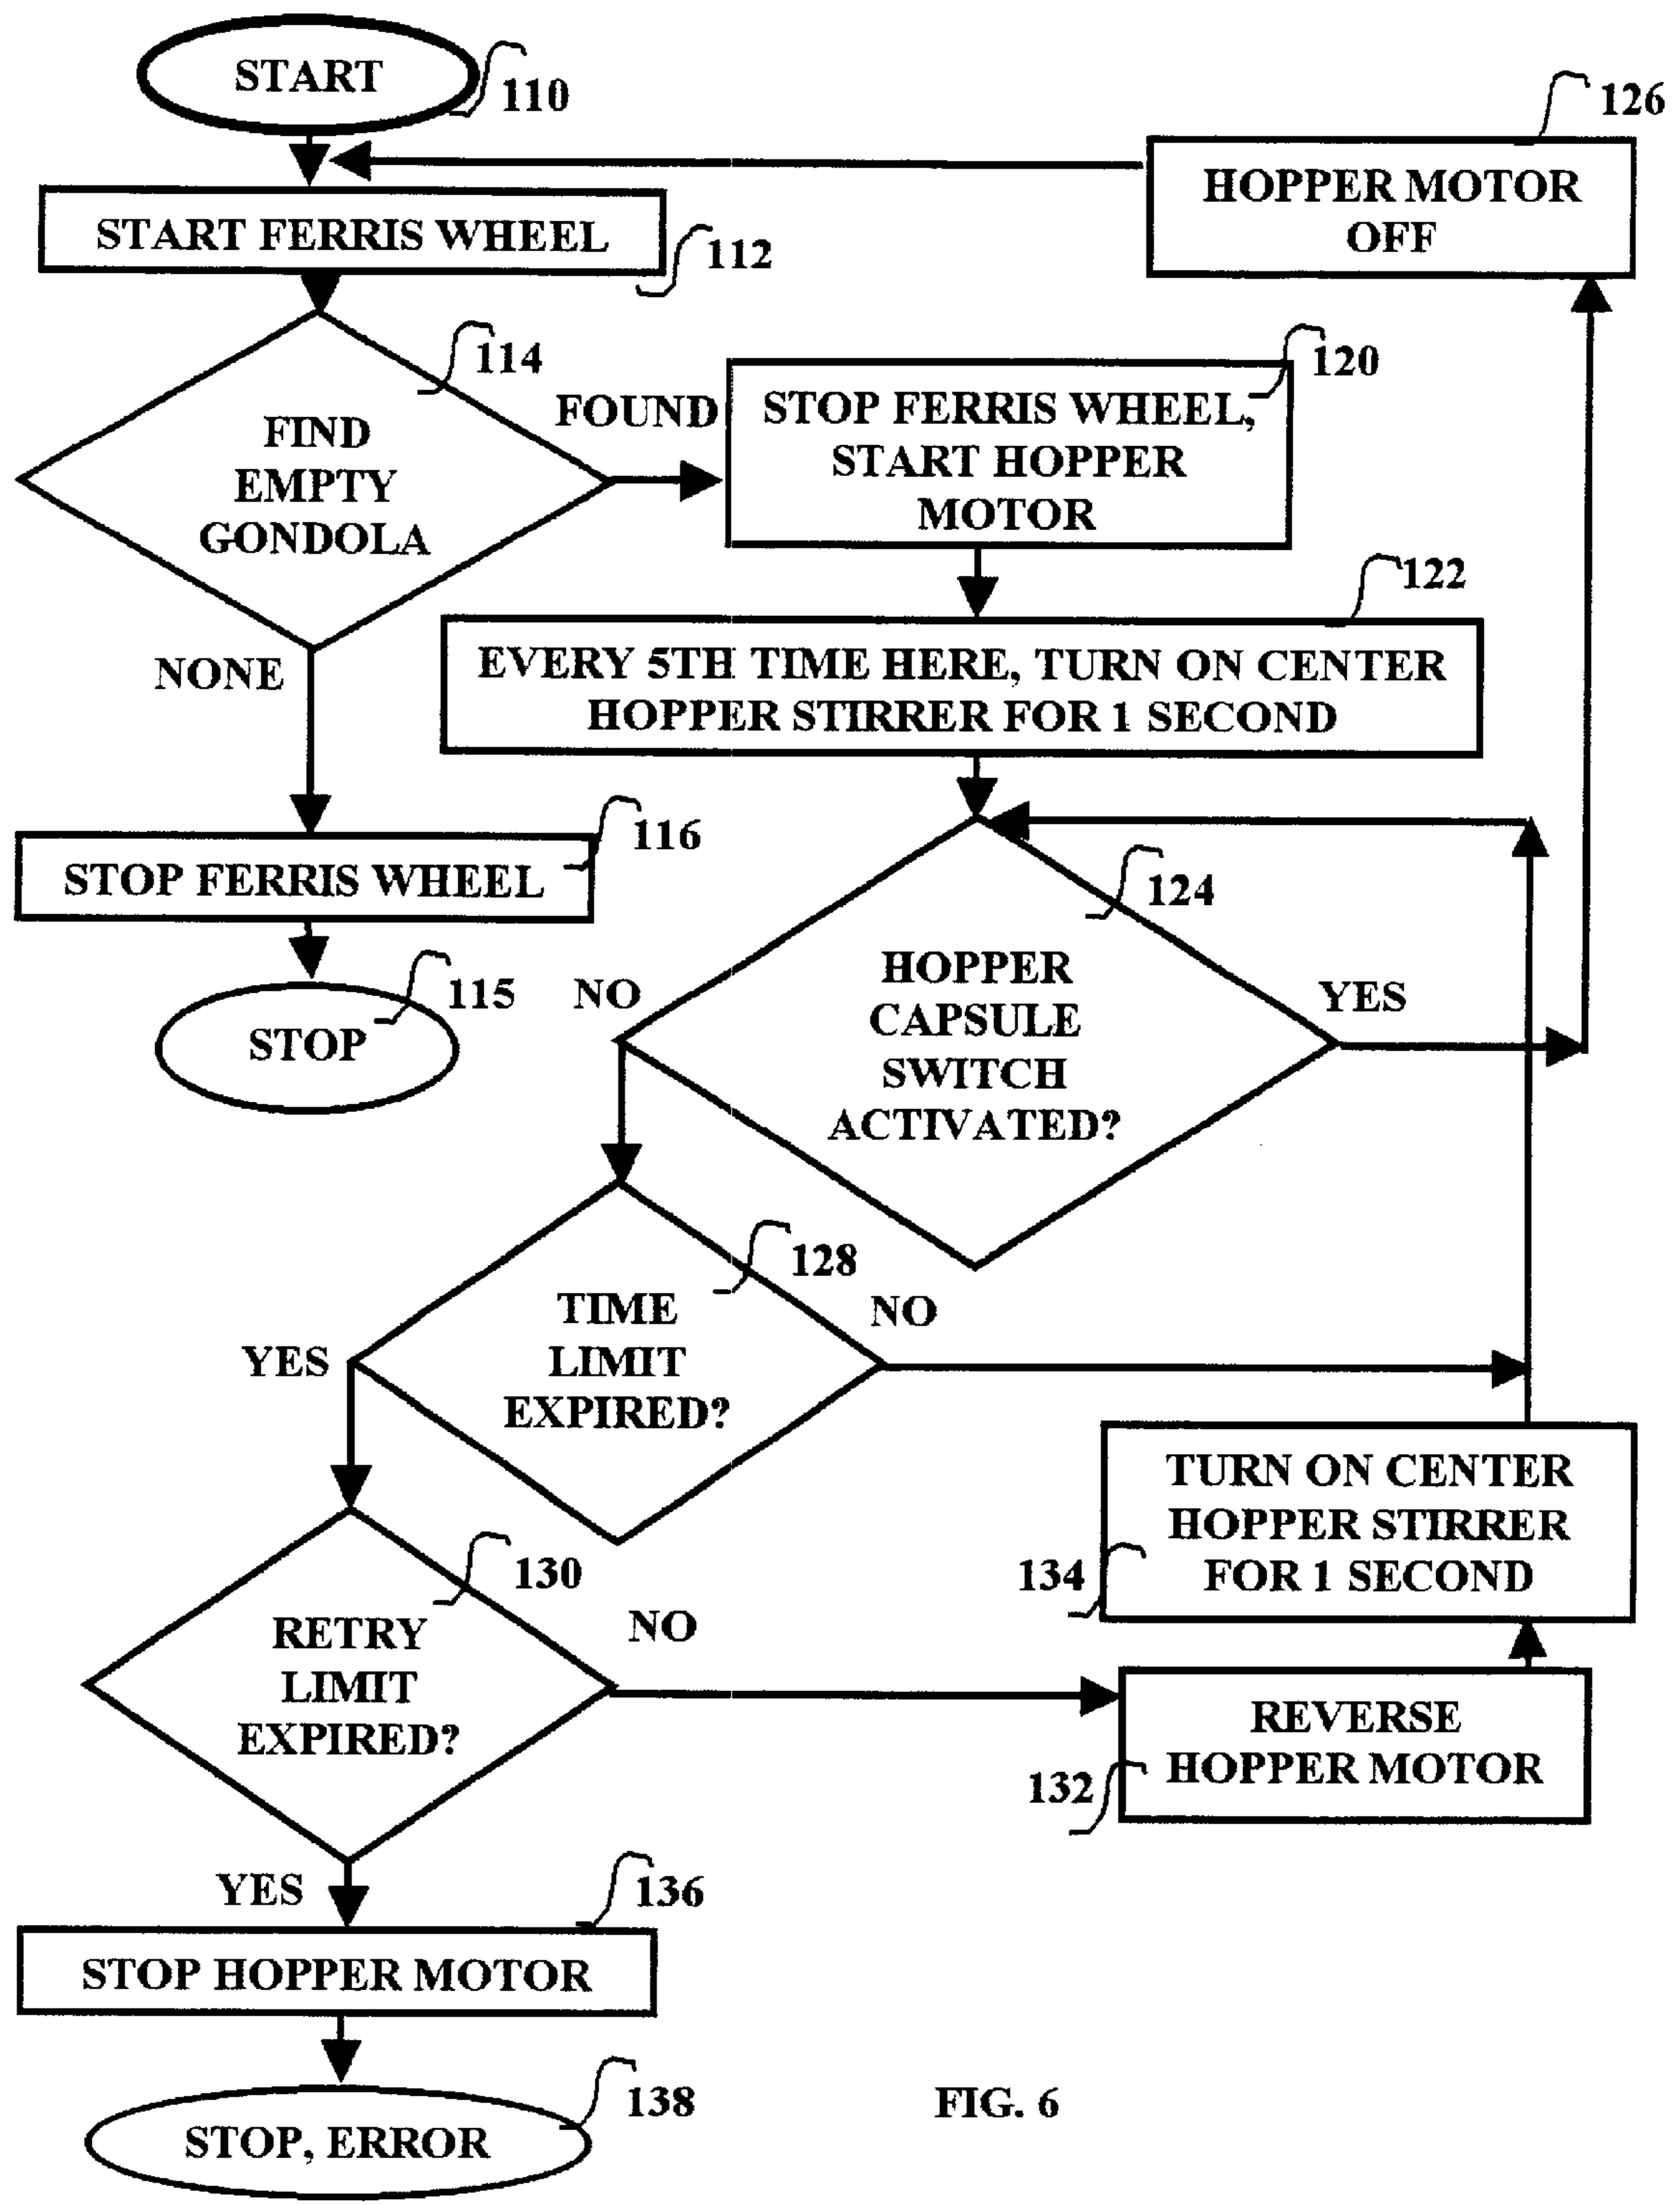 START
110
126
HOPPER MOTOR
OFF
START FERRIS WHEEL
112
114
FIND
EMPTY
GONDOLA
FOUND
120
STOP FERRIS WHEEL,
START HOPPER
MOTOR
122
EVERY 5TH TIME HERE, TURN ON CENTER
HOPPER STIRRER FOR 1 SECOND
NONE
116
STOP FERRIS WHEEL
115
STOP
124
HOPPER
CAPSULE
SWITCH
ACTIVATED?
NO
YES
128
TIME
LIMIT
EXPIRED?
NO
YES
TURN ON CENTER
HOPPER STIRRER
FOR 1 SECOND
134
130
RETRY
LIMIT
EXPIRED?
NO
REVERSE
HOPPER MOTOR
132
YES
136
STOP HOPPER MOTOR
138
STOP, ERROR
FIG. 6